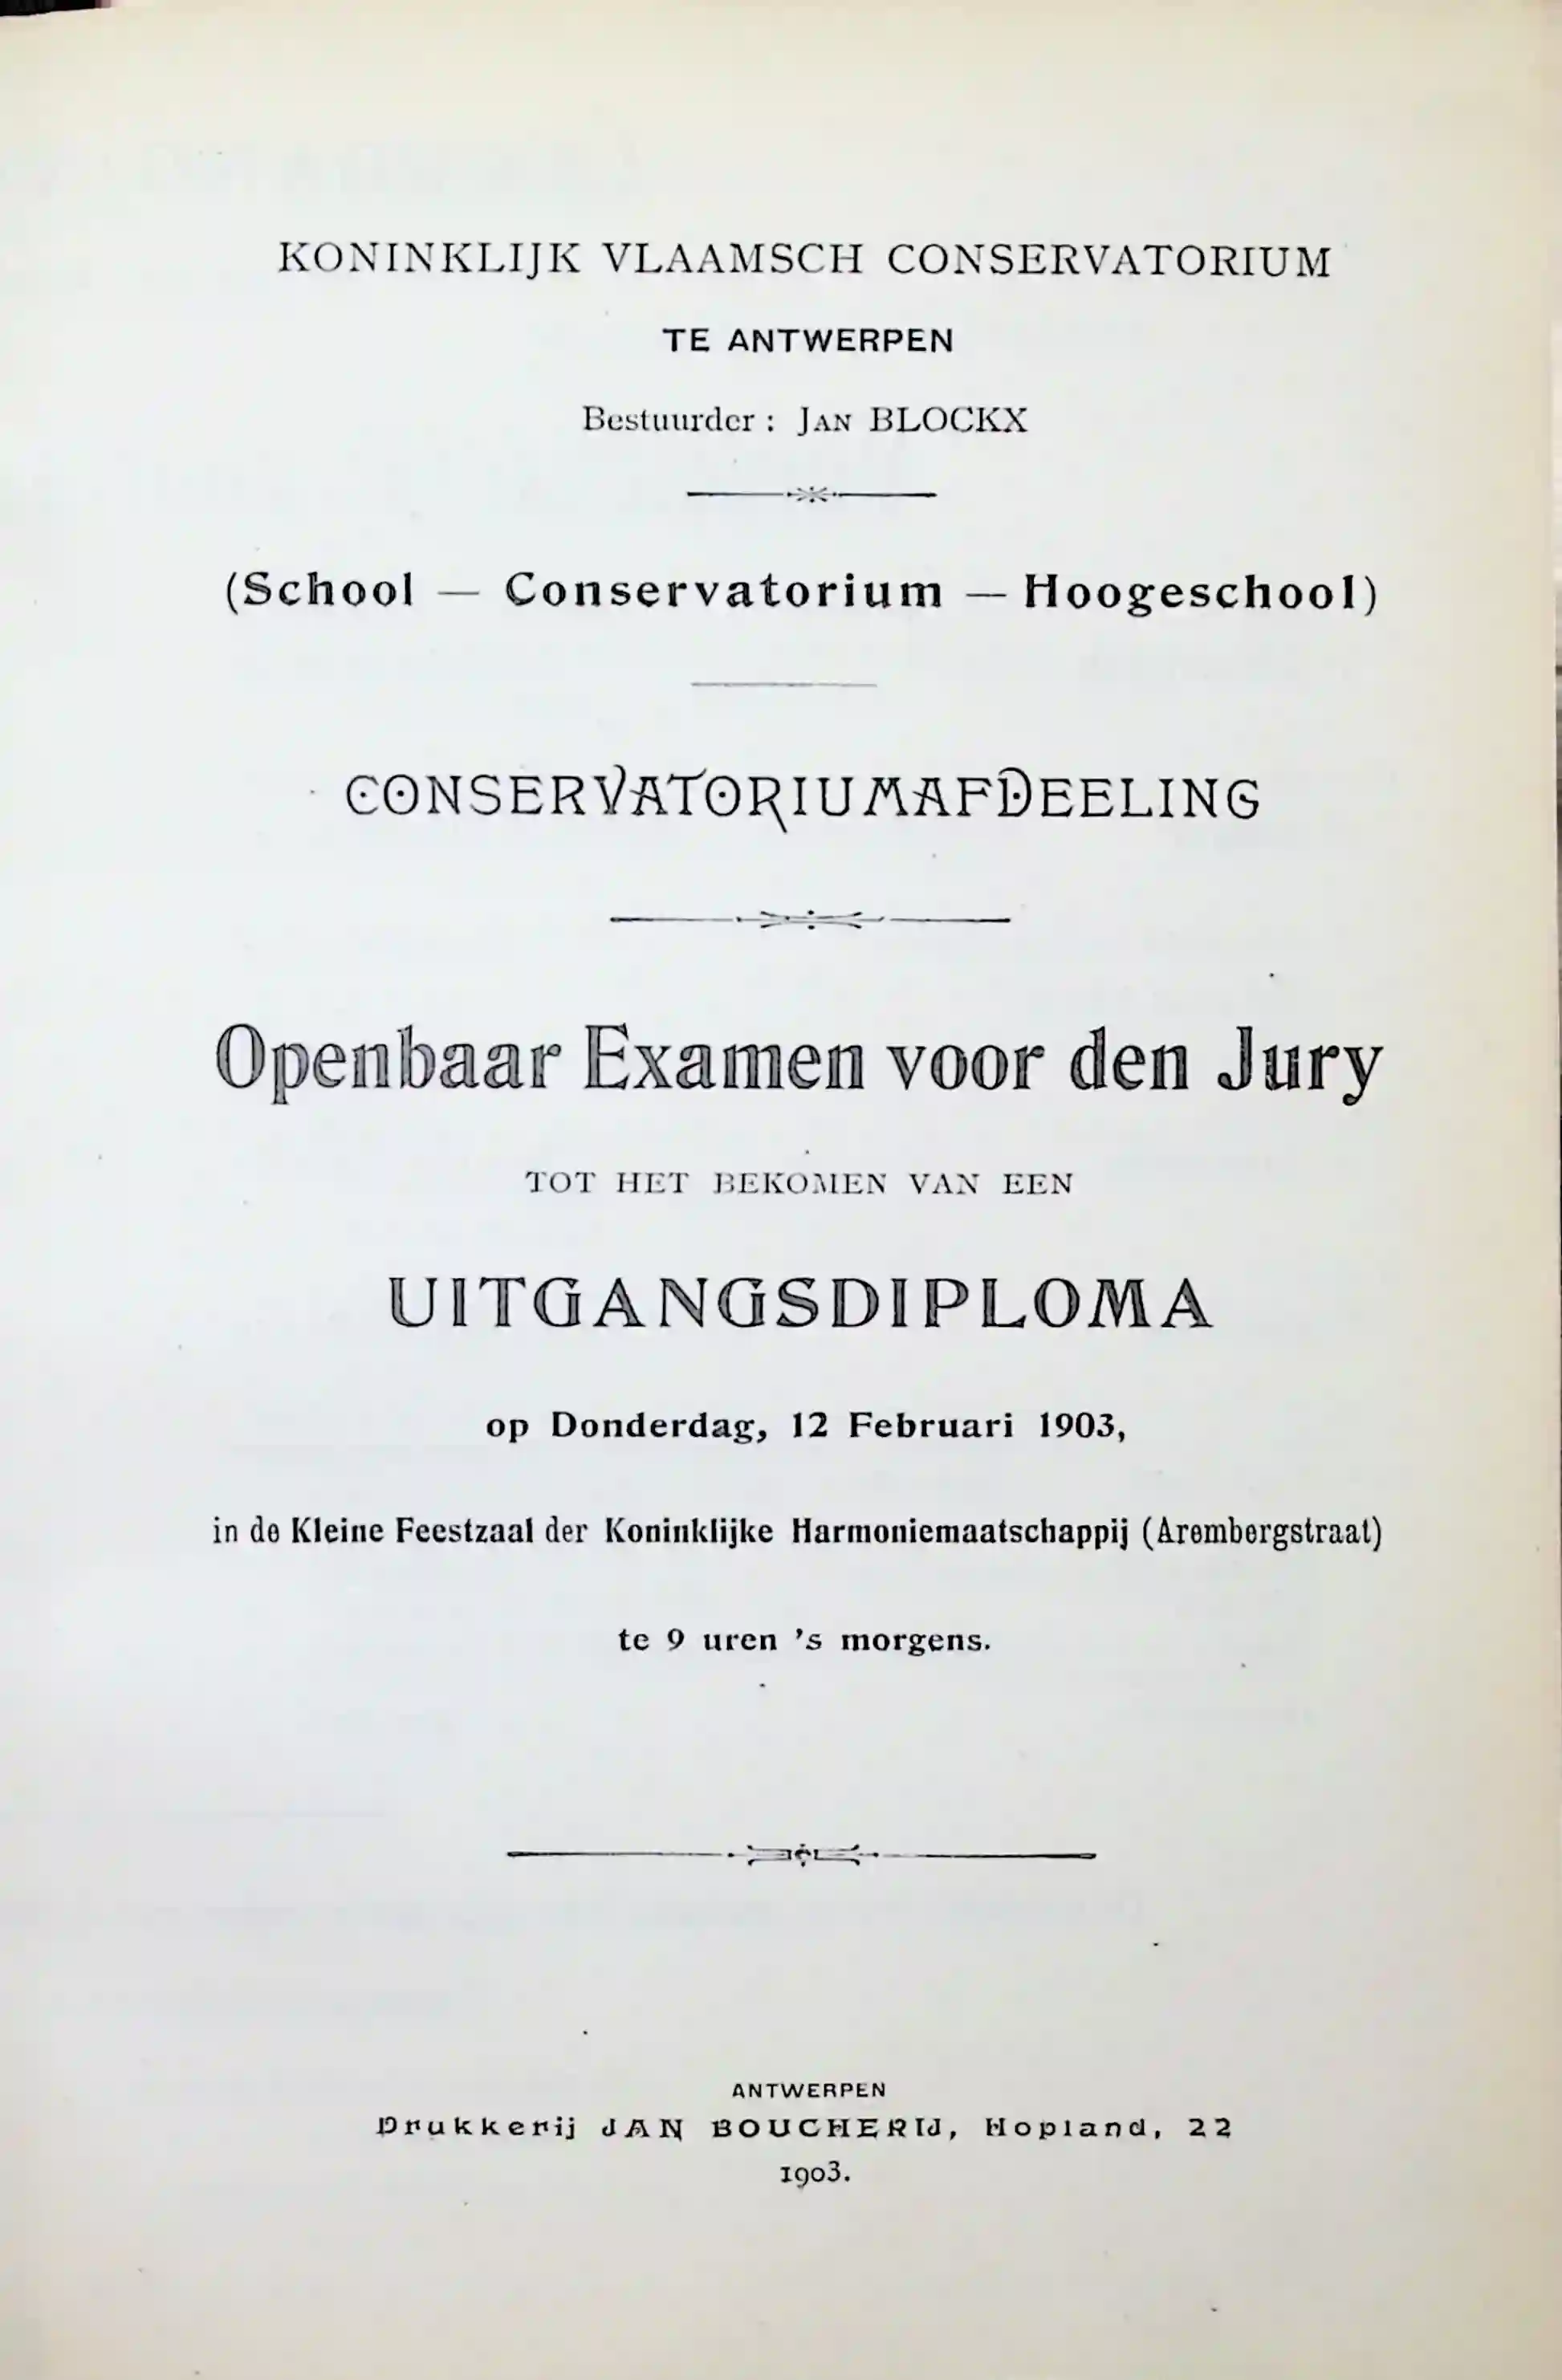 KONINKLIJK VLAAMSCH CONSERVATORIUM
TE ANTWERPEN
Bestuurder : JAN BLOCKX
(School — Conservatorium — Hoogeschool)
CONSERVATORIUMAFDEELING
Openbaar Examen voor den Jury
TOT HET BEKOMEN VAN EEN
UITGANGSDIPLOMA
op Donderdag, 12 Februari 1903,
in de Kleine Feestzaal der Koninklijke Harmoniemaatschappij (Arembergstraat)
te 9 uren 's morgens.
ANTWERPEN
Drukkerij JAN BOUCHERIJ, Hopland, 22
1903.